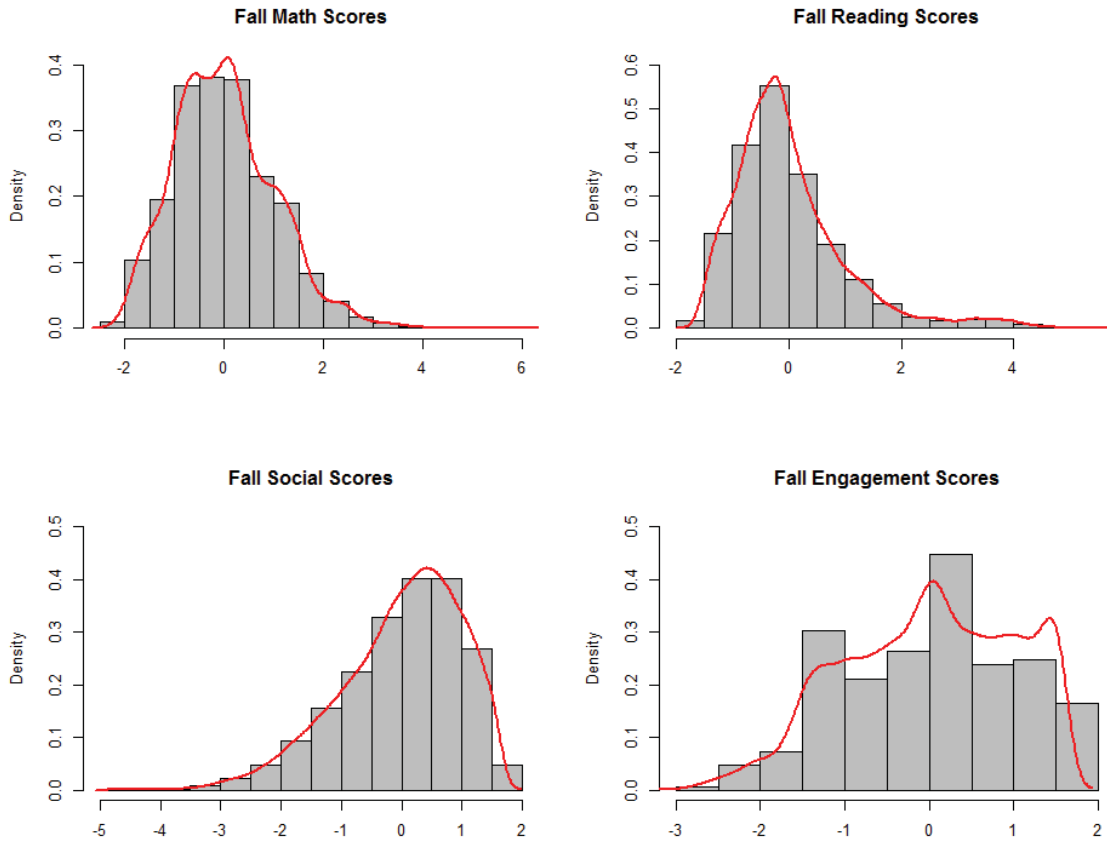 Fall Math Scores
Density
0.0 0.1 0.2 0.3 0.4
-2 0 2 4 6
Fall Reading Scores
Density
0.0 0.1 0.2 0.3 0.4 0.5 0.6
-2 0 2 4
Fall Social Scores
Density
0.0 0.1 0.2 0.3 0.4 0.5
-5 -4 -3 -2 -1 0 1 2
Fall Engagement Scores
Density
0.0 0.1 0.2 0.3 0.4 0.5
-3 -2 -1 0 1 2